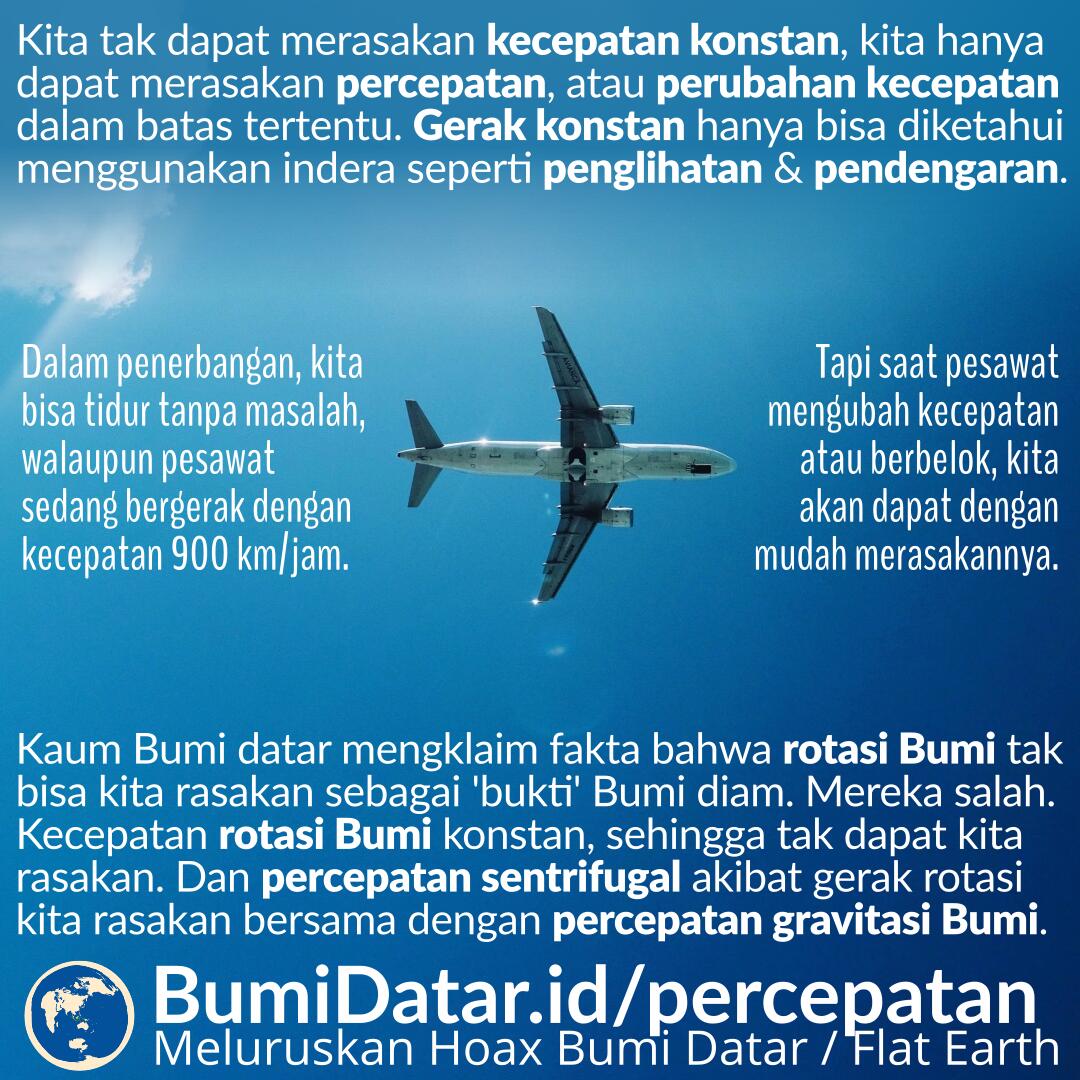 Kita tak dapat merasakan kecepatan konstan, kita hanya
dapat merasakan percepatan, atau perubahan kecepatan
dalam batas tertentu. Gerak konstan hanya bisa diketahui
menggunakan indera seperti penglihatan & pendengaran.
Dalam penerbangan, kita
bisa tidur tanpa masalah,
walaupun pesawat
sedang bergerak dengan
kecepatan 900 km/jam.
Tapi saat pesawat
mengubah kecepatan
atau berbelok, kita
akan dapat dengan
mudah merasakannya.
Kaum Bumi datar mengklaim fakta bahwa rotasi Bumi tak
bisa kita rasakan sebagai 'bukti' Bumi diam. Mereka salah.
Kecepatan rotasi Bumi konstan, sehingga tak dapat kita
rasakan. Dan percepatan sentrifugal akibat gerak rotasi
kita rasakan bersama dengan percepatan gravitasi Bumi.
BumiDatar.id/percepatan
Meluruskan Hoax Bumi Datar / Flat Earth